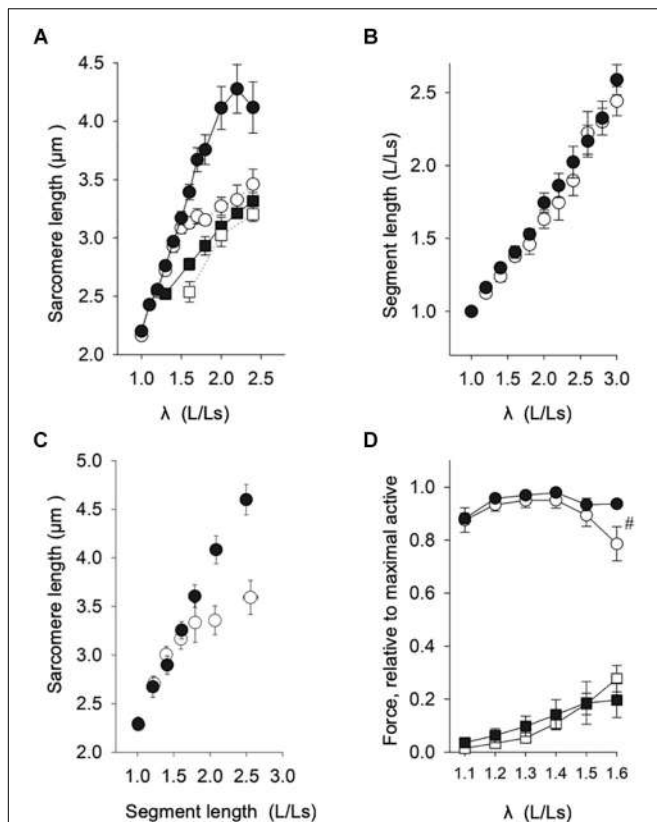 A
Sarcomere length (µm )
4.5
4.0
3.5
3.0
2.5
2.0
1.0 1.5 2.0 2.5
λ (L/Ls)
B
Segment length (L/Ls)
2.5
2.0
1.5
1.0
1.0 1.5 2.0 2.5 3.0
λ (L/Ls)
C
Sarcomere length (µm )
5.0
4.5
4.0
3.5
3.0
2.5
2.0
1.0 1.5 2.0 2.5 3.0
Segment length (L/Ls)
D
Force, relative to maximal active
1.0
0.8
0.6
0.4
0.2
0.0
#
1.1 1.2 1.3 1.4 1.5 1.6
λ (L/Ls)